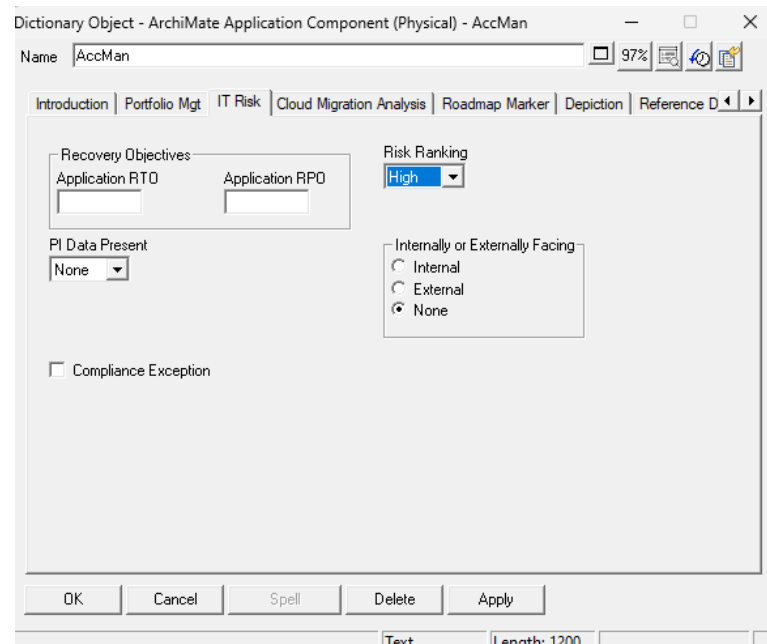 Dictionary Object - ArchiMate Application Component (Physical) - AccMan
Name AccMan 97%
Introduction Portfolio Mgt IT Risk Cloud Migration Analysis Roadmap Marker Depiction Reference D
Recovery Objectives Risk Ranking
Application RTO Application RPO High
PI Data Present Internally or Externally Facing
None Internal
External
None
Compliance Exception
OK Cancel Spell Delete Apply
Text Length: 1200